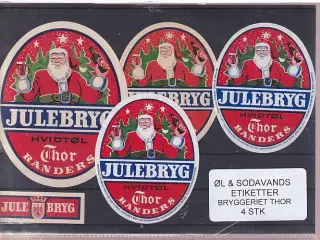 JULEBRYG
HVIDTØL
Thor
RANDERS
JULEBRYG
HVIDTØL
Thor
RANDERS
JULEBRYG
JULEBRYG
HVIDTØL
Thor
RANDERS
JULE BRYG
ØL & SODAVANDS
ETIKETTER
BRYGGERIET THOR
4 STK